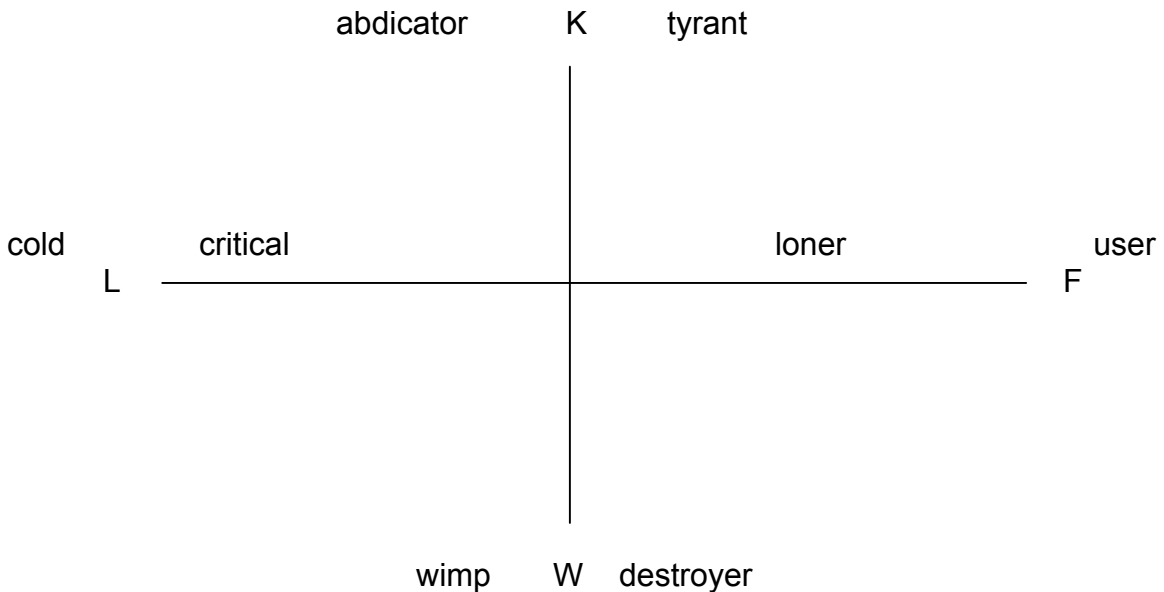 abdicator K tyrant
cold critical loner user
L F
wimp W destroyer